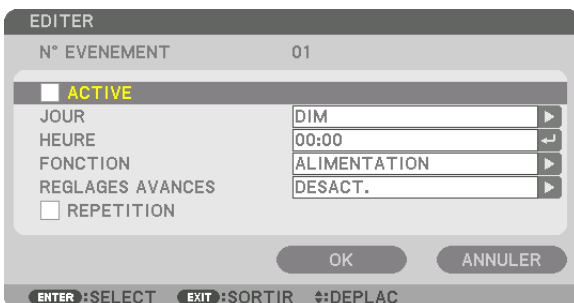 EDITER
N° EVENEMENT 01
ACTIVE
JOUR DIM
HEURE 00:00
FONCTION ALIMENTATION
REGLAGES AVANCES DESACT.
REPETITION
OK ANNULER
ENTER :SELECT EXIT :SORTIR :DEPLAC